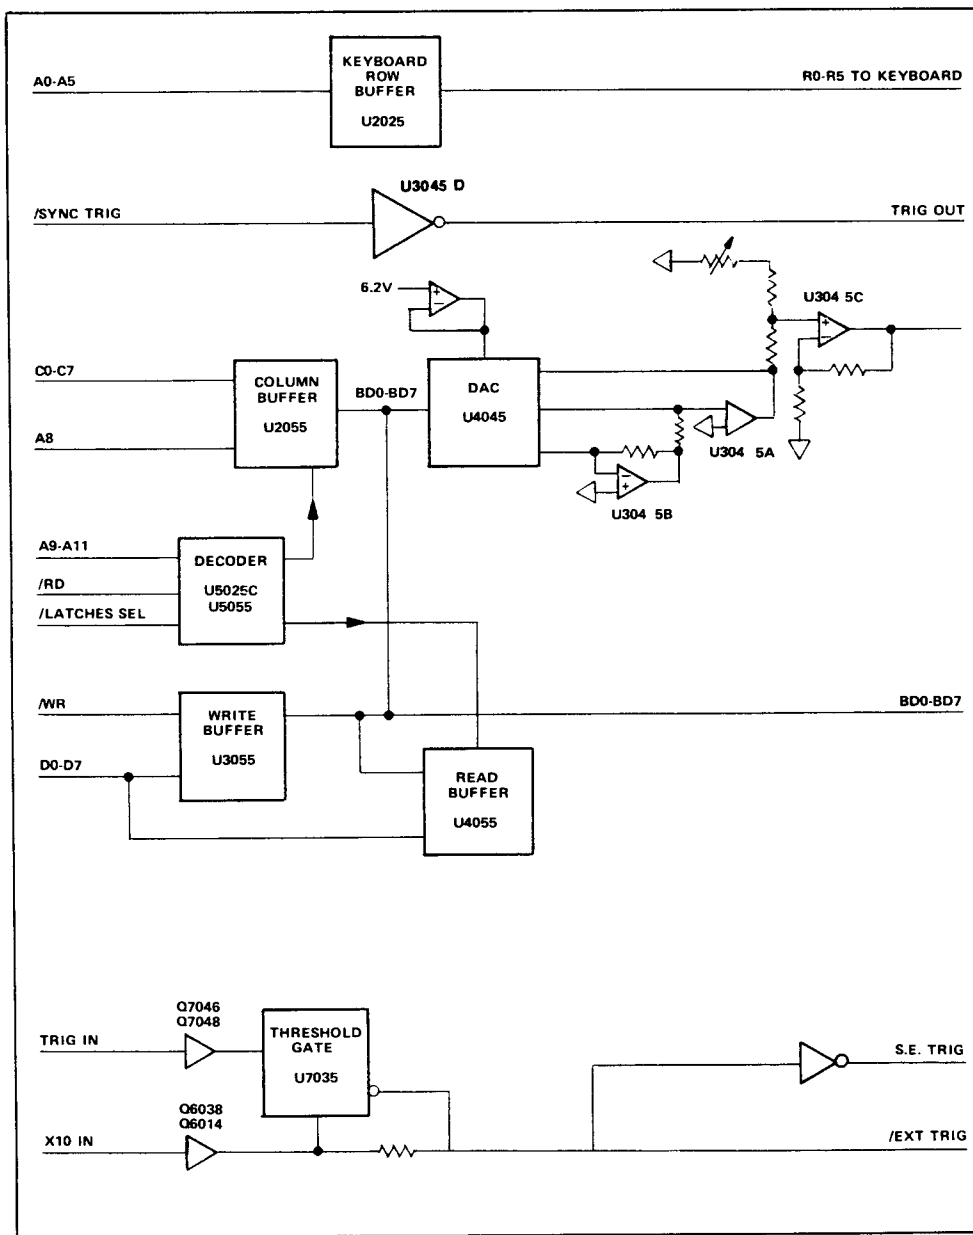 KEYBOARD
ROW
BUFFER
U2025
A0-A5
R0-R5 TO KEYBOARD
U3045 D
/SYNC TRIG
TRIG OUT
6.2V
+
−
U304 5C
+
−
C0-C7
COLUMN
BUFFER
U2055
BD0-BD7
DAC
U4045
A8
U304 5A
−
+
U304 5B
A9-A11
DECODER
U5025C
U5055
/RD
/LATCHES SEL
/WR
WRITE
BUFFER
U3055
BD0-BD7
D0-D7
READ
BUFFER
U4055
Q7046
Q7048
TRIG IN
THRESHOLD
GATE
U7035
S.E. TRIG
Q6038
Q6014
X10 IN
/EXT TRIG